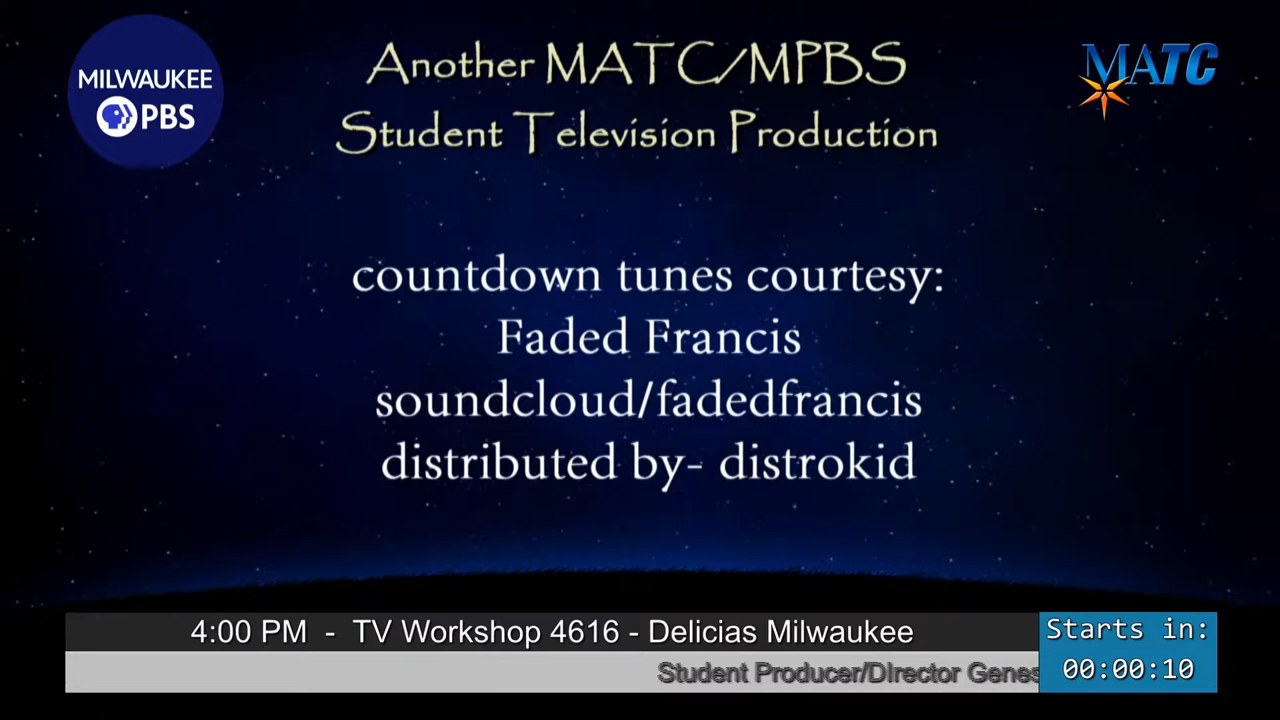 MILWAUKEE
PBS
Another MATC/MPBS
Student Television Production
MATC
countdown tunes courtesy:
Faded Francis
soundcloud/fadedfrancis
distributed by- distrokid
4:00 PM - TV Workshop 4616 - Delicias Milwaukee
Starts in:
Student Producer/Director Genes
00:00:10